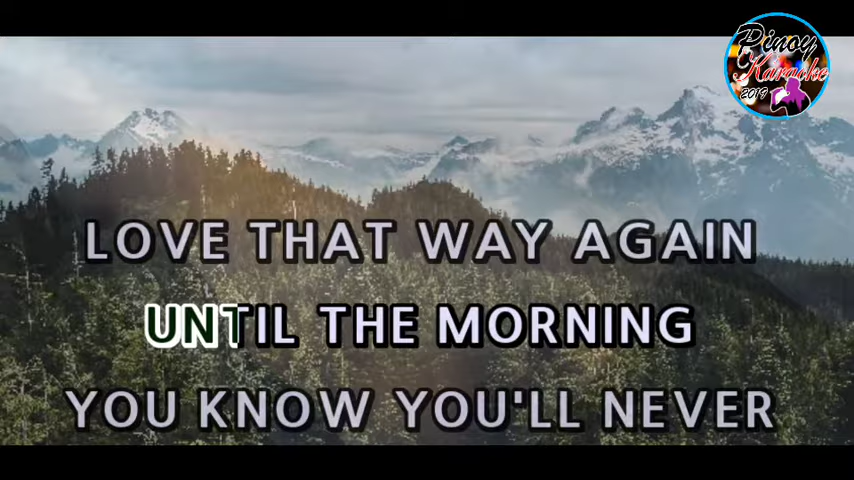 Pinoy
Karaoke
2019
LOVE THAT WAY AGAIN
UNTIL THE MORNING
YOU KNOW YOU'LL NEVER